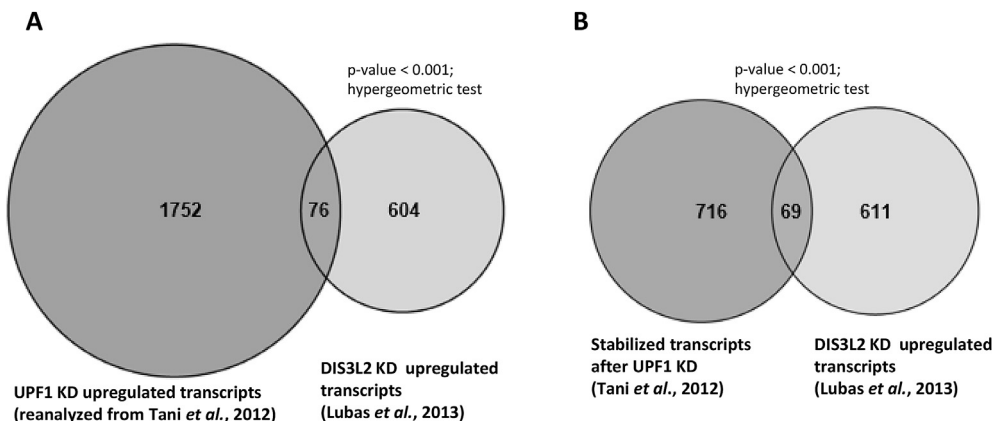 A
p-value < 0.001;
hypergeometric test
1752
76
604
UPF1 KD upregulated transcripts
(reanalyzed from Tani et al., 2012)
DIS3L2 KD upregulated
transcripts
(Lubas et al., 2013)
B
p-value < 0.001;
hypergeometric test
716
69
611
Stabilized transcripts
after UPF1 KD
(Tani et al., 2012)
DIS3L2 KD upregulated
transcripts
(Lubas et al., 2013)